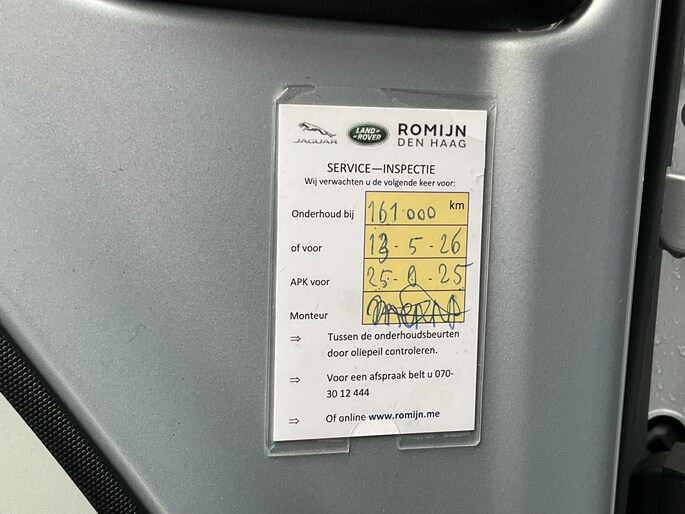 JAGUAR
LAND ROVER
ROMIJN
DEN HAAG
SERVICE—INSPECTIE
Wij verwachten u de volgende keer voor:
Onderhoud bij 161.000 km
of voor 13-5-26
APK voor 25- -25
Monteur
⇒ Tussen de onderhoudsbeurten
door oliepeil controleren.
⇒ Voor een afspraak belt u 070-
30 12 444
⇒ Of online www.romijn.me